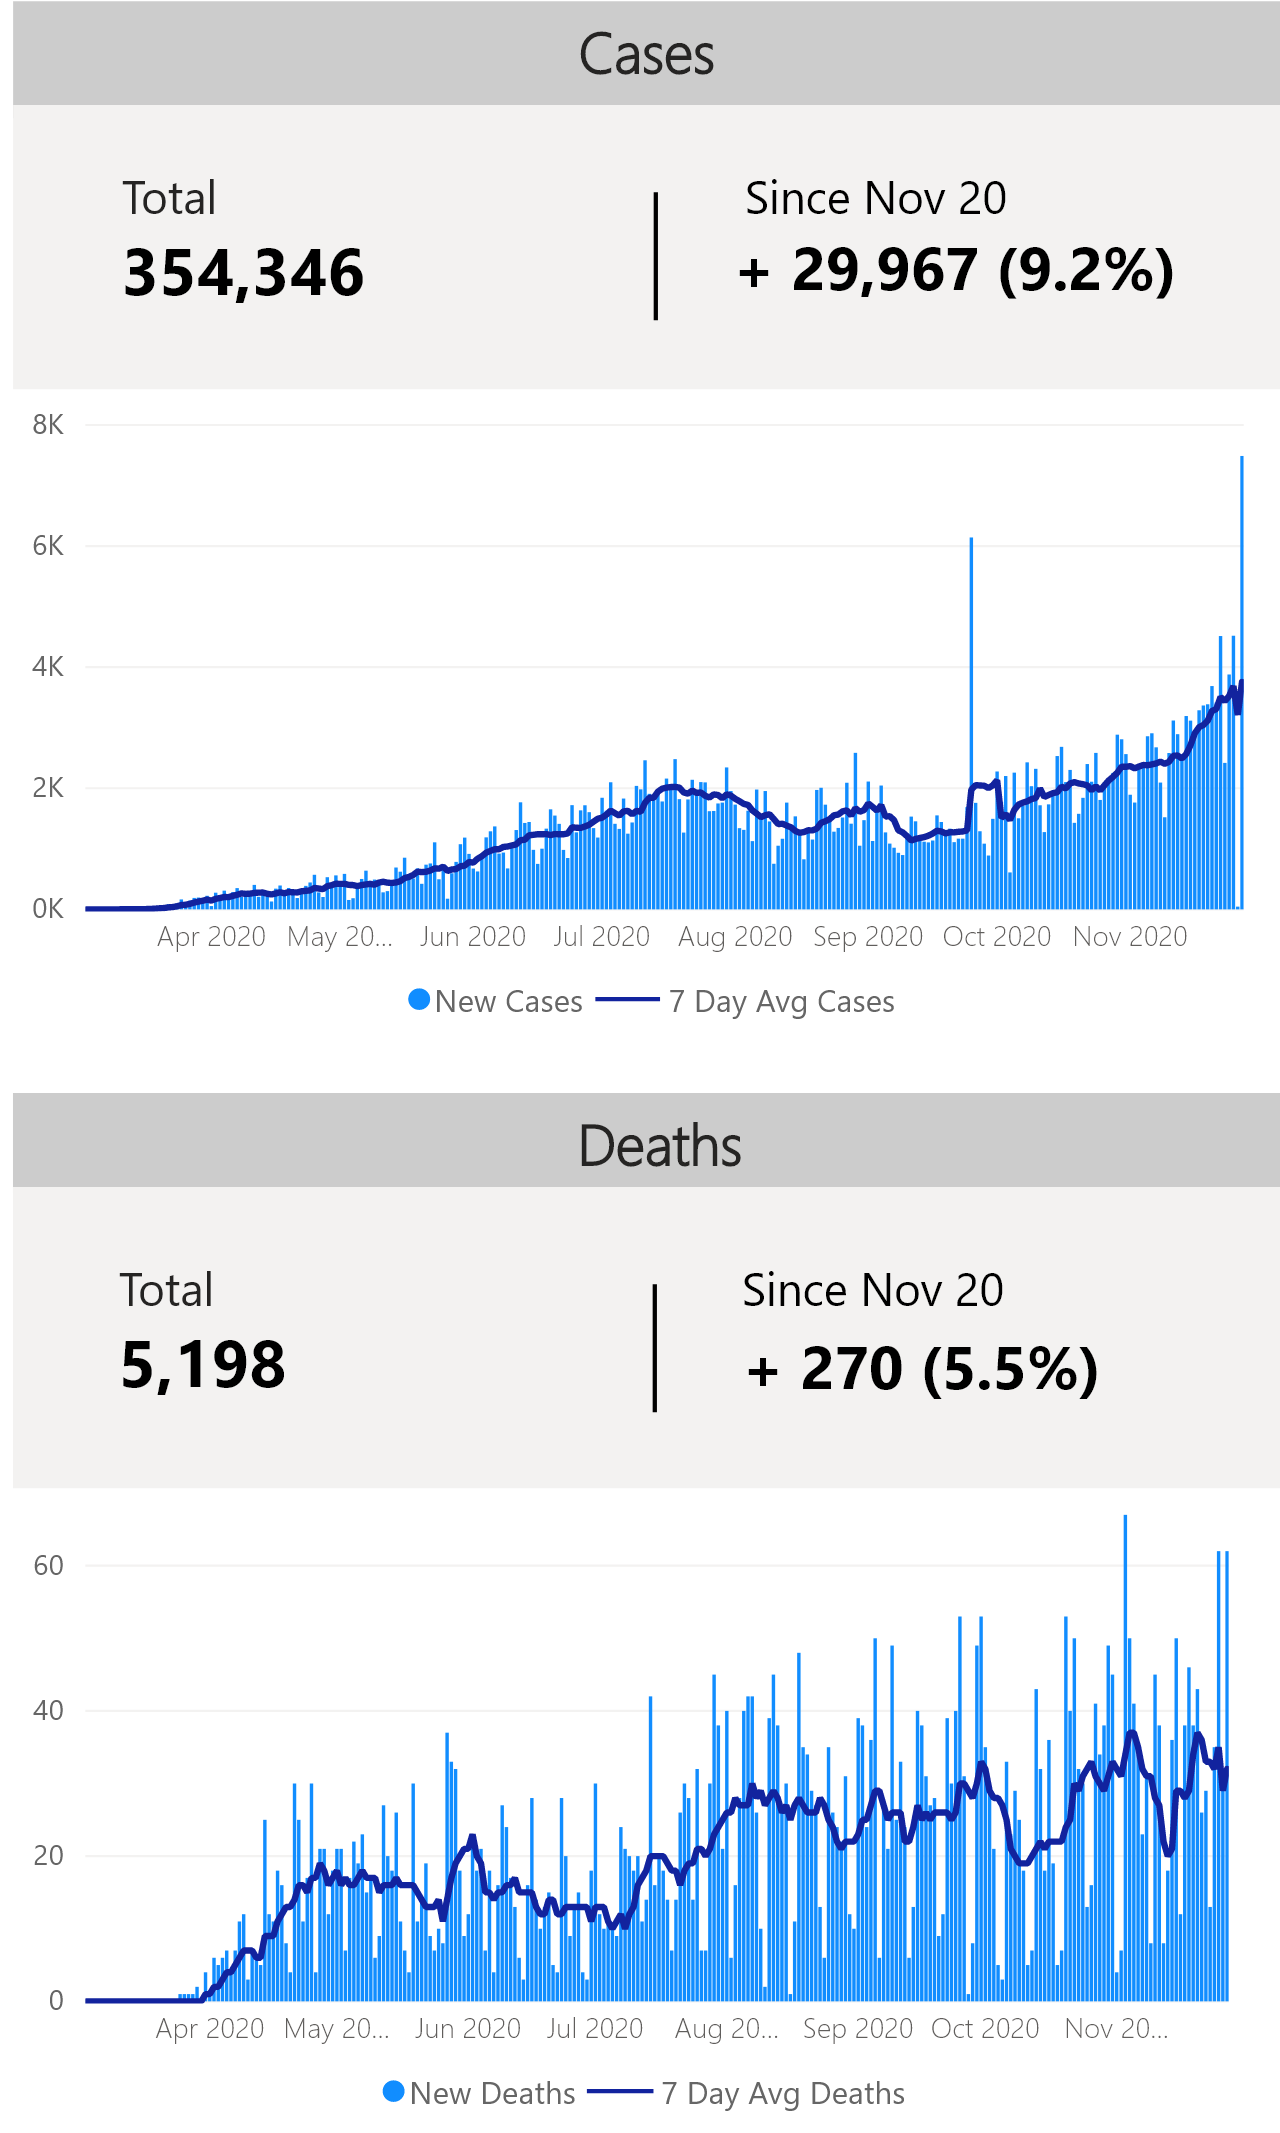 Cases
Total
Since Nov 20
354,346
+ 29,967 (9.2%)
8K
6K
4K
2K
0K
Apr 2020 May 20... Jun 2020 Jul 2020 Aug 2020 Sep 2020 Oct 2020 Nov 2020
New Cases 7 Day Avg Cases
Deaths
Total
Since Nov 20
5,198
+ 270 (5.5%)
60
40
20
0
Apr 2020 May 20... Jun 2020 Jul 2020 Aug 20... Sep 2020 Oct 2020 Nov 20...
New Deaths 7 Day Avg Deaths